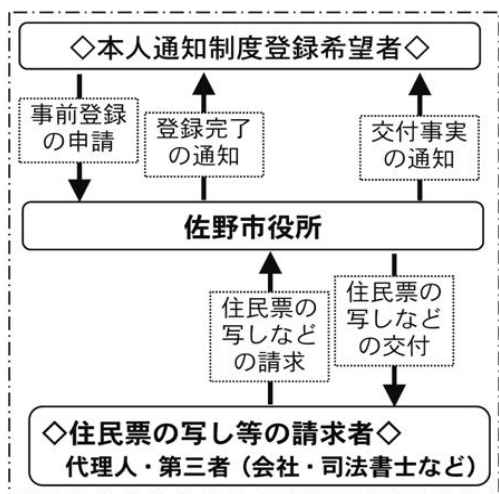 ◇本人通知制度登録希望者◇
事前登録
の申請
登録完了
の通知
交付事実
の通知
佐野市役所
住民票の
写しなど
の請求
住民票の
写しなど
の交付
◇住民票の写し等の請求者◇
代理人・第三者（会社・司法書士など）